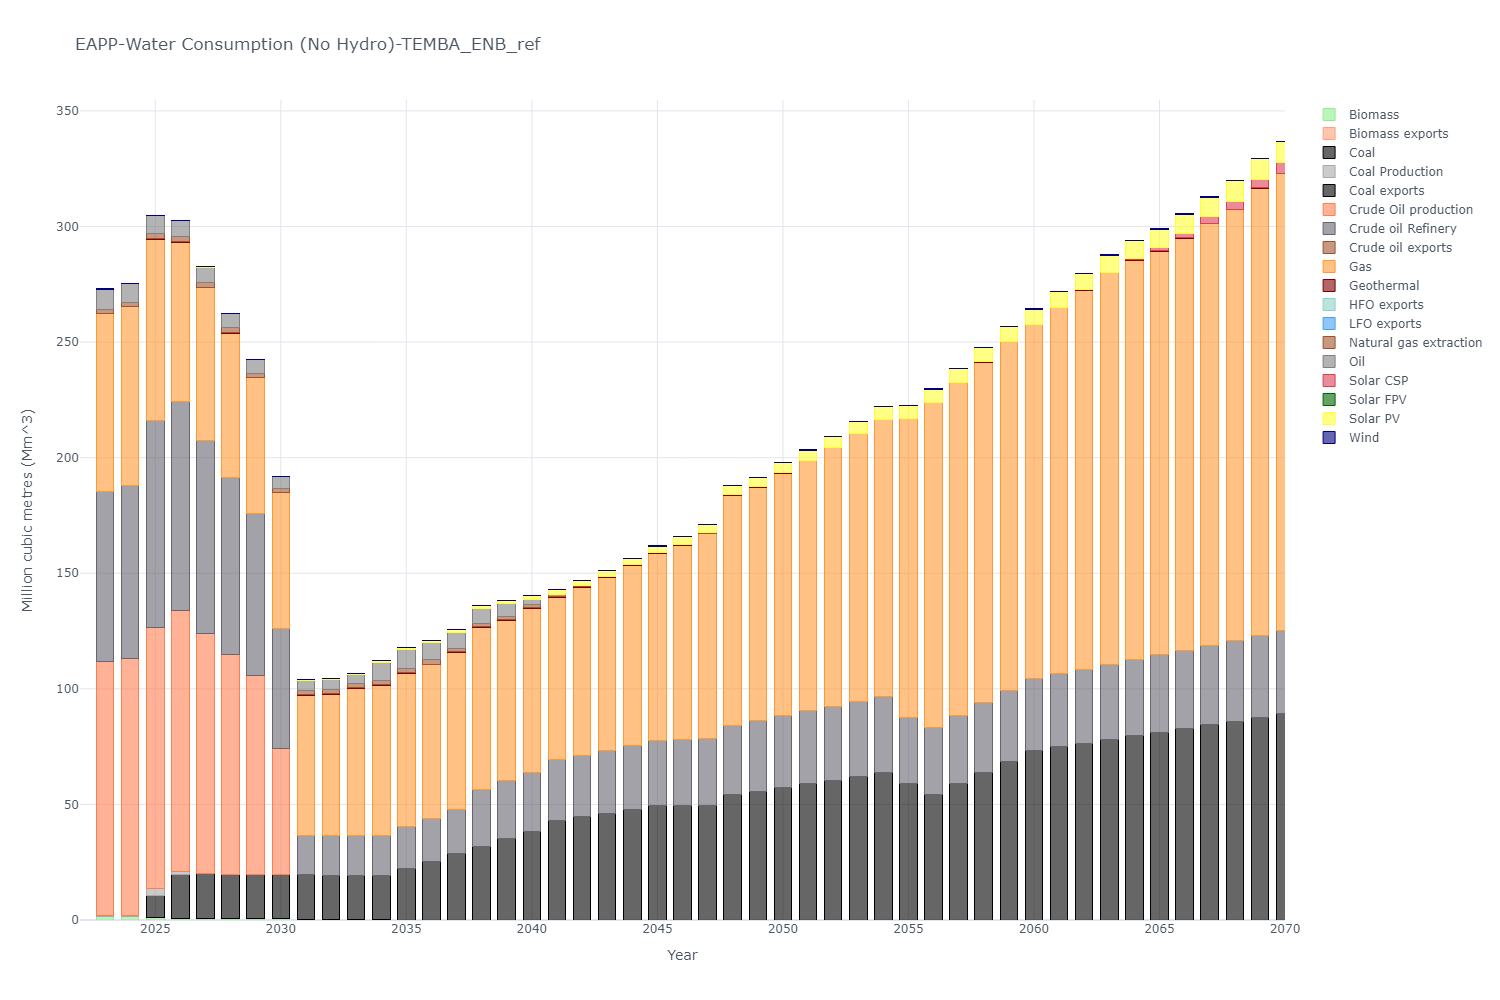 EAPP-Water Consumption (No Hydro)-TEMBA_ENB_ref
Million cubic metres (Mm^3)
350
300
250
200
150
100
50
0
2025
2030
2035
2040
2045
2050
2055
2060
2065
2070
Year
Biomass
Biomass exports
Coal
Coal Production
Coal exports
Crude Oil production
Crude oil Refinery
Crude oil exports
Gas
Geothermal
HFO exports
LFO exports
Natural gas extraction
Oil
Solar CSP
Solar FPV
Solar PV
Wind